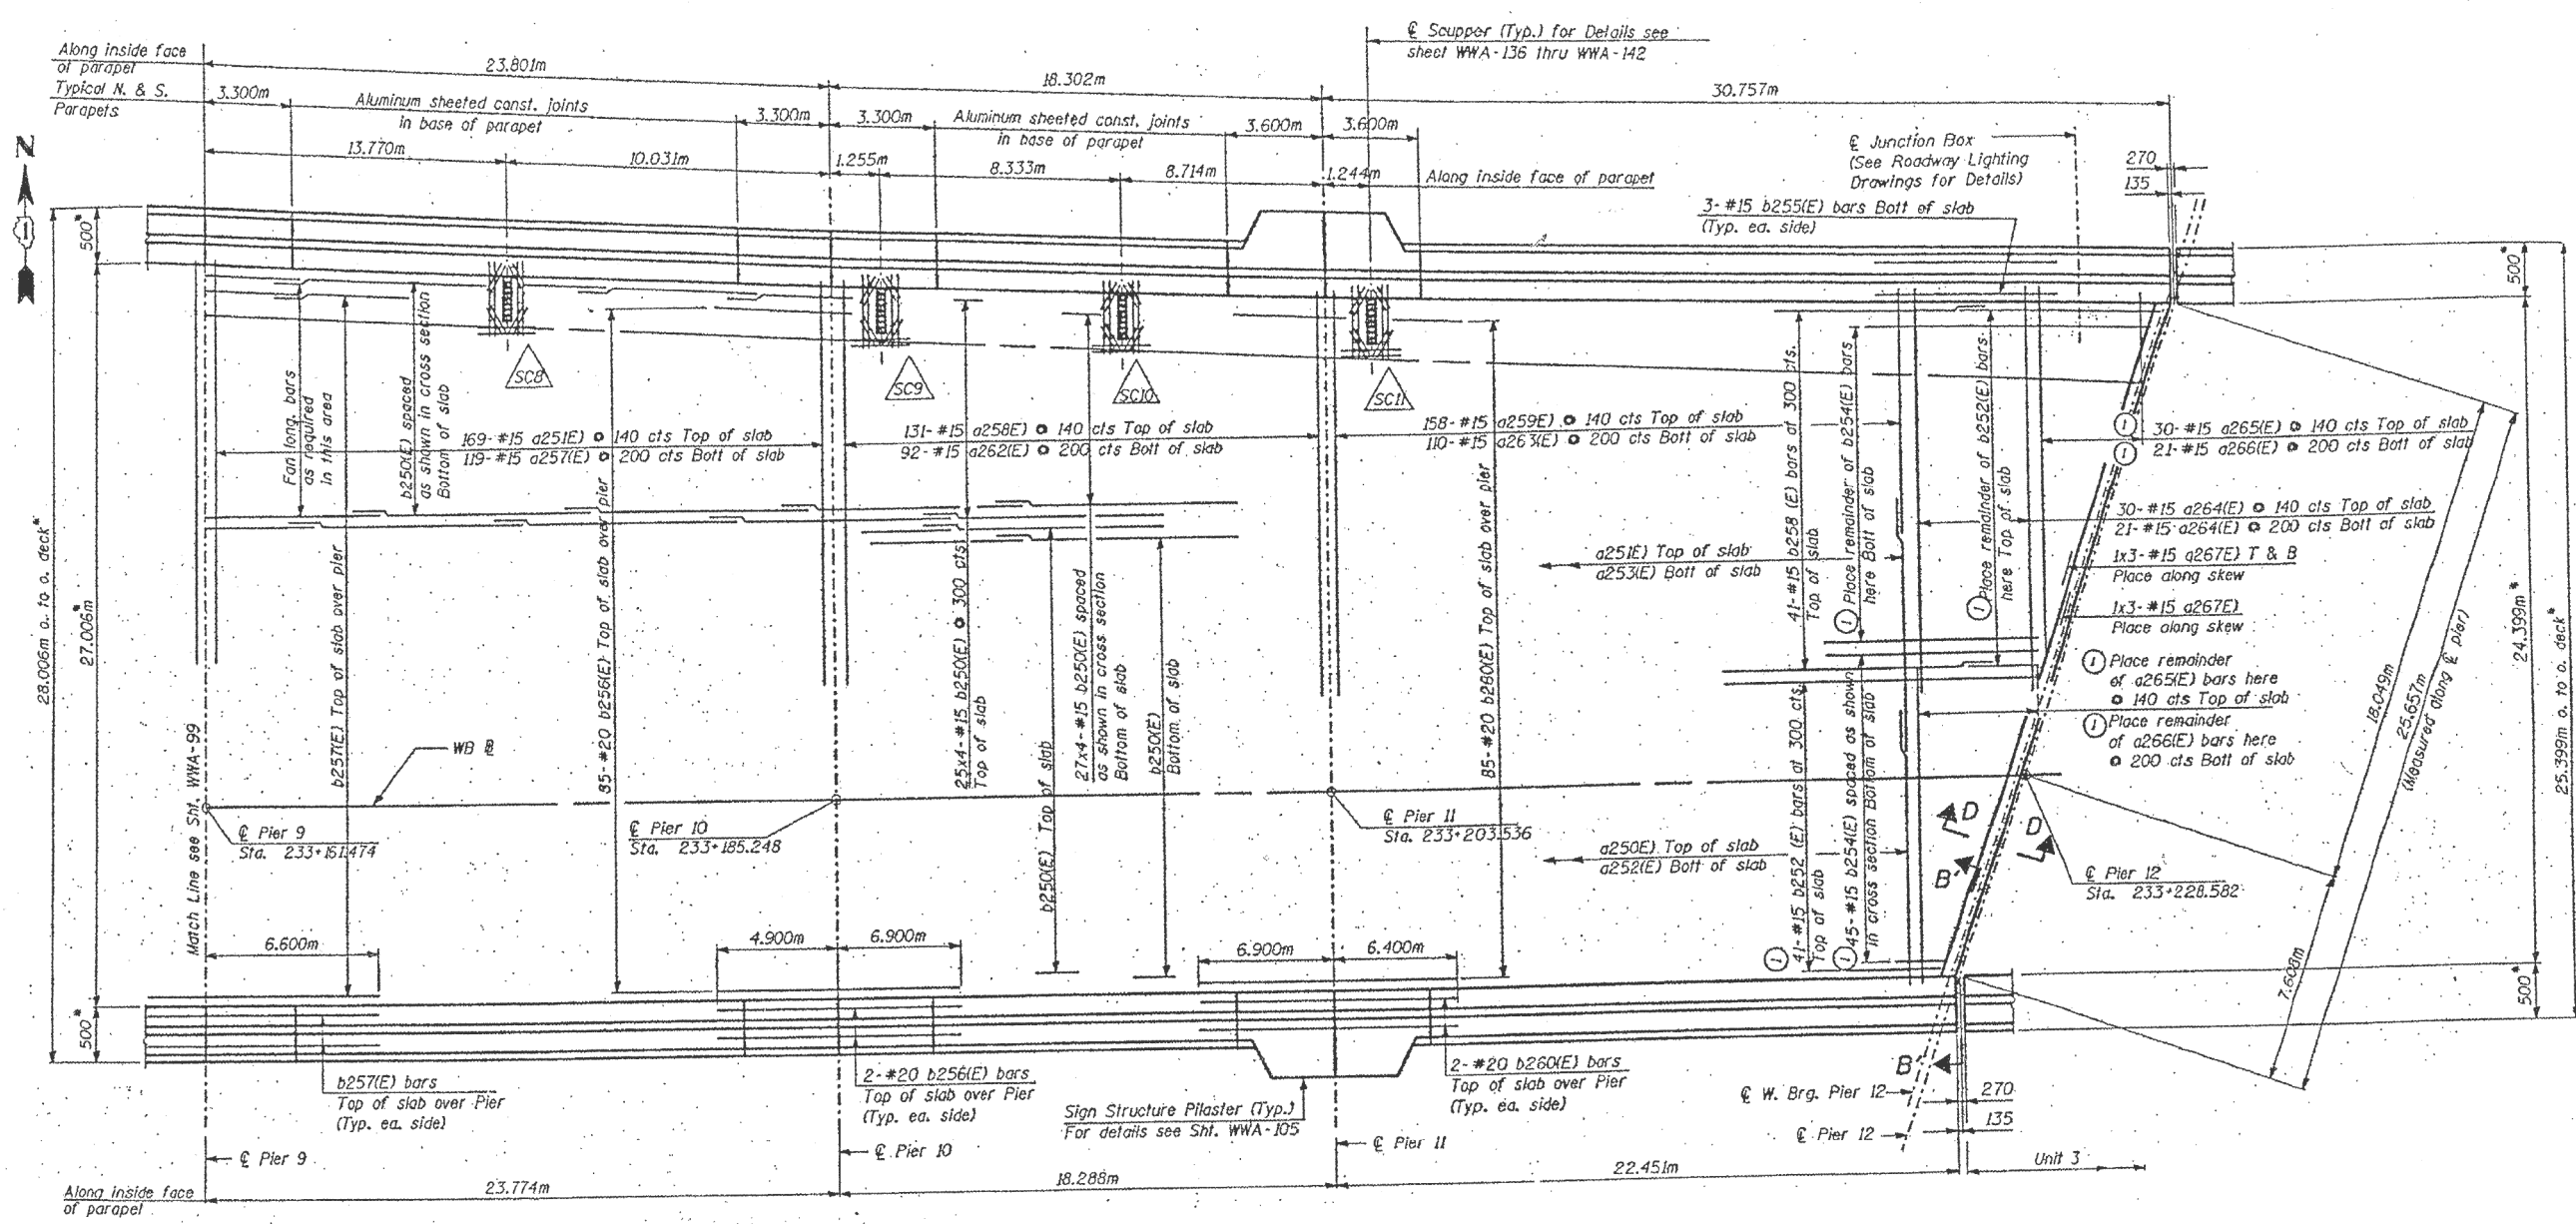 ℄ Scupper (Typ.) for Details see
sheet WWA-136 thru WWA-142
Along inside face
of parapet
23.801m
18.302m
30.757m
Typical N. & S.
Parapets
3.300m
Aluminum sheeted const. joints
in base of parapet
3.300m
3.300m
Aluminum sheeted const. joints
in base of parapet
3.600m
3.600m
℄ Junction Box
(See Roadway Lighting
Drawings for Details)
270
135
N
1
13.770m
10.031m
1.255m
8.333m
8.714m
1.244m
Along inside face of parapet
3-#15 b255(E) bars Bott of slab
(Typ. ea. side)
500*
500*
28.006m o. to o. deck*
27.006m*
Fan long. bars
as required
in this area
b250(E) spaced
as shown in cross section
Bottom of slab
SC8
SC9
SC10
SC11
169-#15 a251E) @ 140 cts Top of slab
119-#15 a257(E) @ 200 cts Bott of slab
131-#15 a258E) @ 140 cts Top of slab
92-#15 a262(E) @ 200 cts Bott of slab
158-#15 a259E) @ 140 cts Top of slab
110-#15 a263(E) @ 200 cts Bott of slab
41-#15 b258 (E) bars at 300 cts.
Top of slab
1 Place remainder of b254(E) bars
here Bott of slab
1 Place remainder of b252(E) bars
here Top of slab
1 30-#15 a265(E) @ 140 cts Top of slab
1 21-#15 a266(E) @ 200 cts Bott of slab
30-#15 a264(E) @ 140 cts Top of slab
21-#15 a264(E) @ 200 cts Bott of slab
1x3-#15 a267E) T & B
Place along skew
1x3-#15 a267E)
Place along skew
1 Place remainder
of a265(E) bars here
@ 140 cts Top of slab
1 Place remainder
of a266(E) bars here
@ 200 cts Bott of slab
a251E) Top of slab
a253(E) Bott of slab
b257(E) Top of slab over pier
85-#20 b256(E) Top of slab over pier
25x4-#15 b250(E) @ 300 cts
Top of slab
b250(E) Top of slab
27x4-#15 b250(E) spaced
as shown in cross section
Bottom of slab
b250(E)
Bottom of slab
85-#20 b260(E) Top of slab over pier
1 41-#15 b252 (E) bars at 300 cts.
Top of slab
1 45-#15 b254(E) spaced as shown
in cross section Bottom of slab
18.049m
25.657m
(Measured along ℄ pier)
7.608m
24.399m*
25.399m o. to o. deck*
Match Line see Sht. WWA-99
WB ℄
℄ Pier 9
Sta. 233+161.474
℄ Pier 10
Sta. 233+185.248
℄ Pier 11
Sta. 233+203.536
a250E) Top of slab
a252(E) Bott of slab
D
D
B
℄ Pier 12
Sta. 233+228.582
6.600m
4.900m
6.900m
6.900m
6.400m
500*
500*
b257(E) bars
Top of slab over Pier
(Typ. ea. side)
2-#20 b256(E) bars
Top of slab over Pier
(Typ. ea. side)
Sign Structure Pilaster (Typ.)
For details see Sht. WWA-105
2-#20 b260(E) bars
Top of slab over Pier
(Typ. ea. side)
B
℄ W. Brg. Pier 12
270
℄ Pier 12
135
℄ Pier 9
℄ Pier 10
℄ Pier 11
Unit 3
Along inside face
of parapet
23.774m
18.288m
22.451m